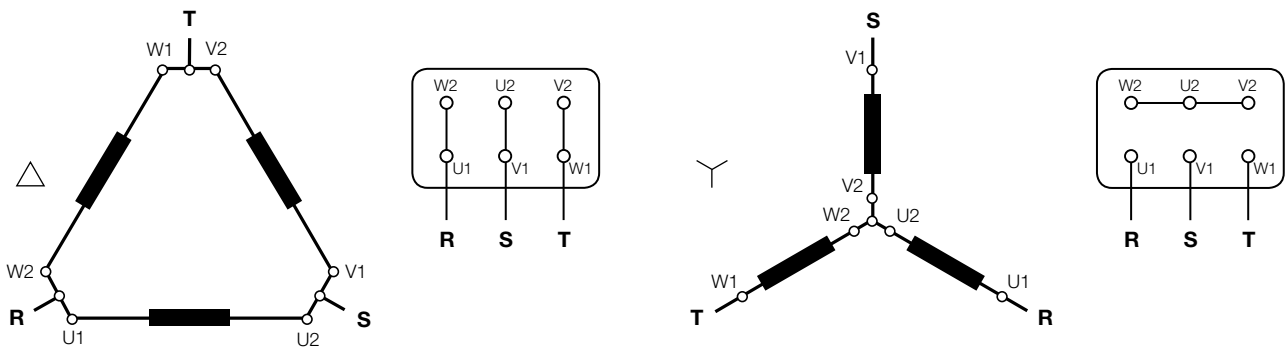 T
W1 V2
W2 V1
R S
U1 U2
W2 U2 V2
U1 V1 W1
R S T
S
V1
V2
W2 U2
W1 U1
T R
W2 U2 V2
U1 V1 W1
R S T